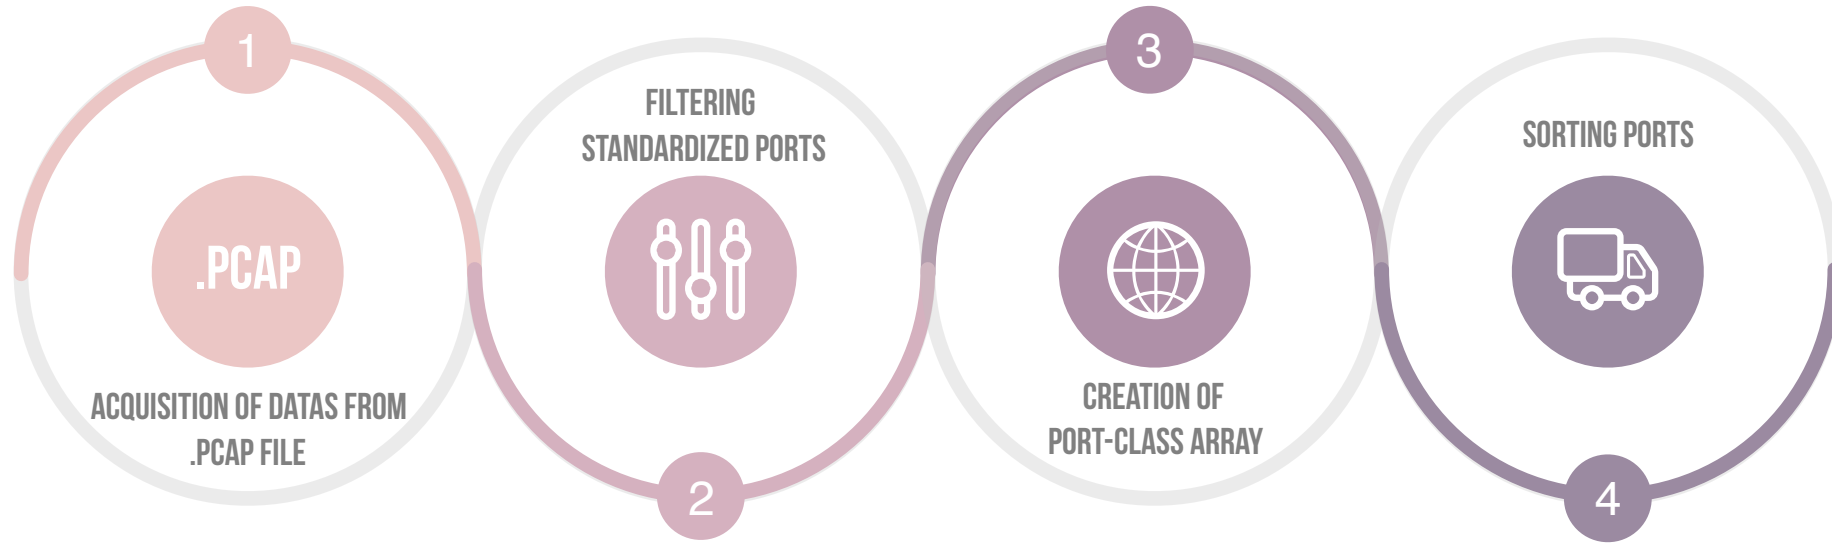 1
.PCAP
ACQUISITION OF DATAS FROM
.PCAP FILE
FILTERING
STANDARDIZED PORTS
2
3
CREATION OF
PORT-CLASS ARRAY
SORTING PORTS
4